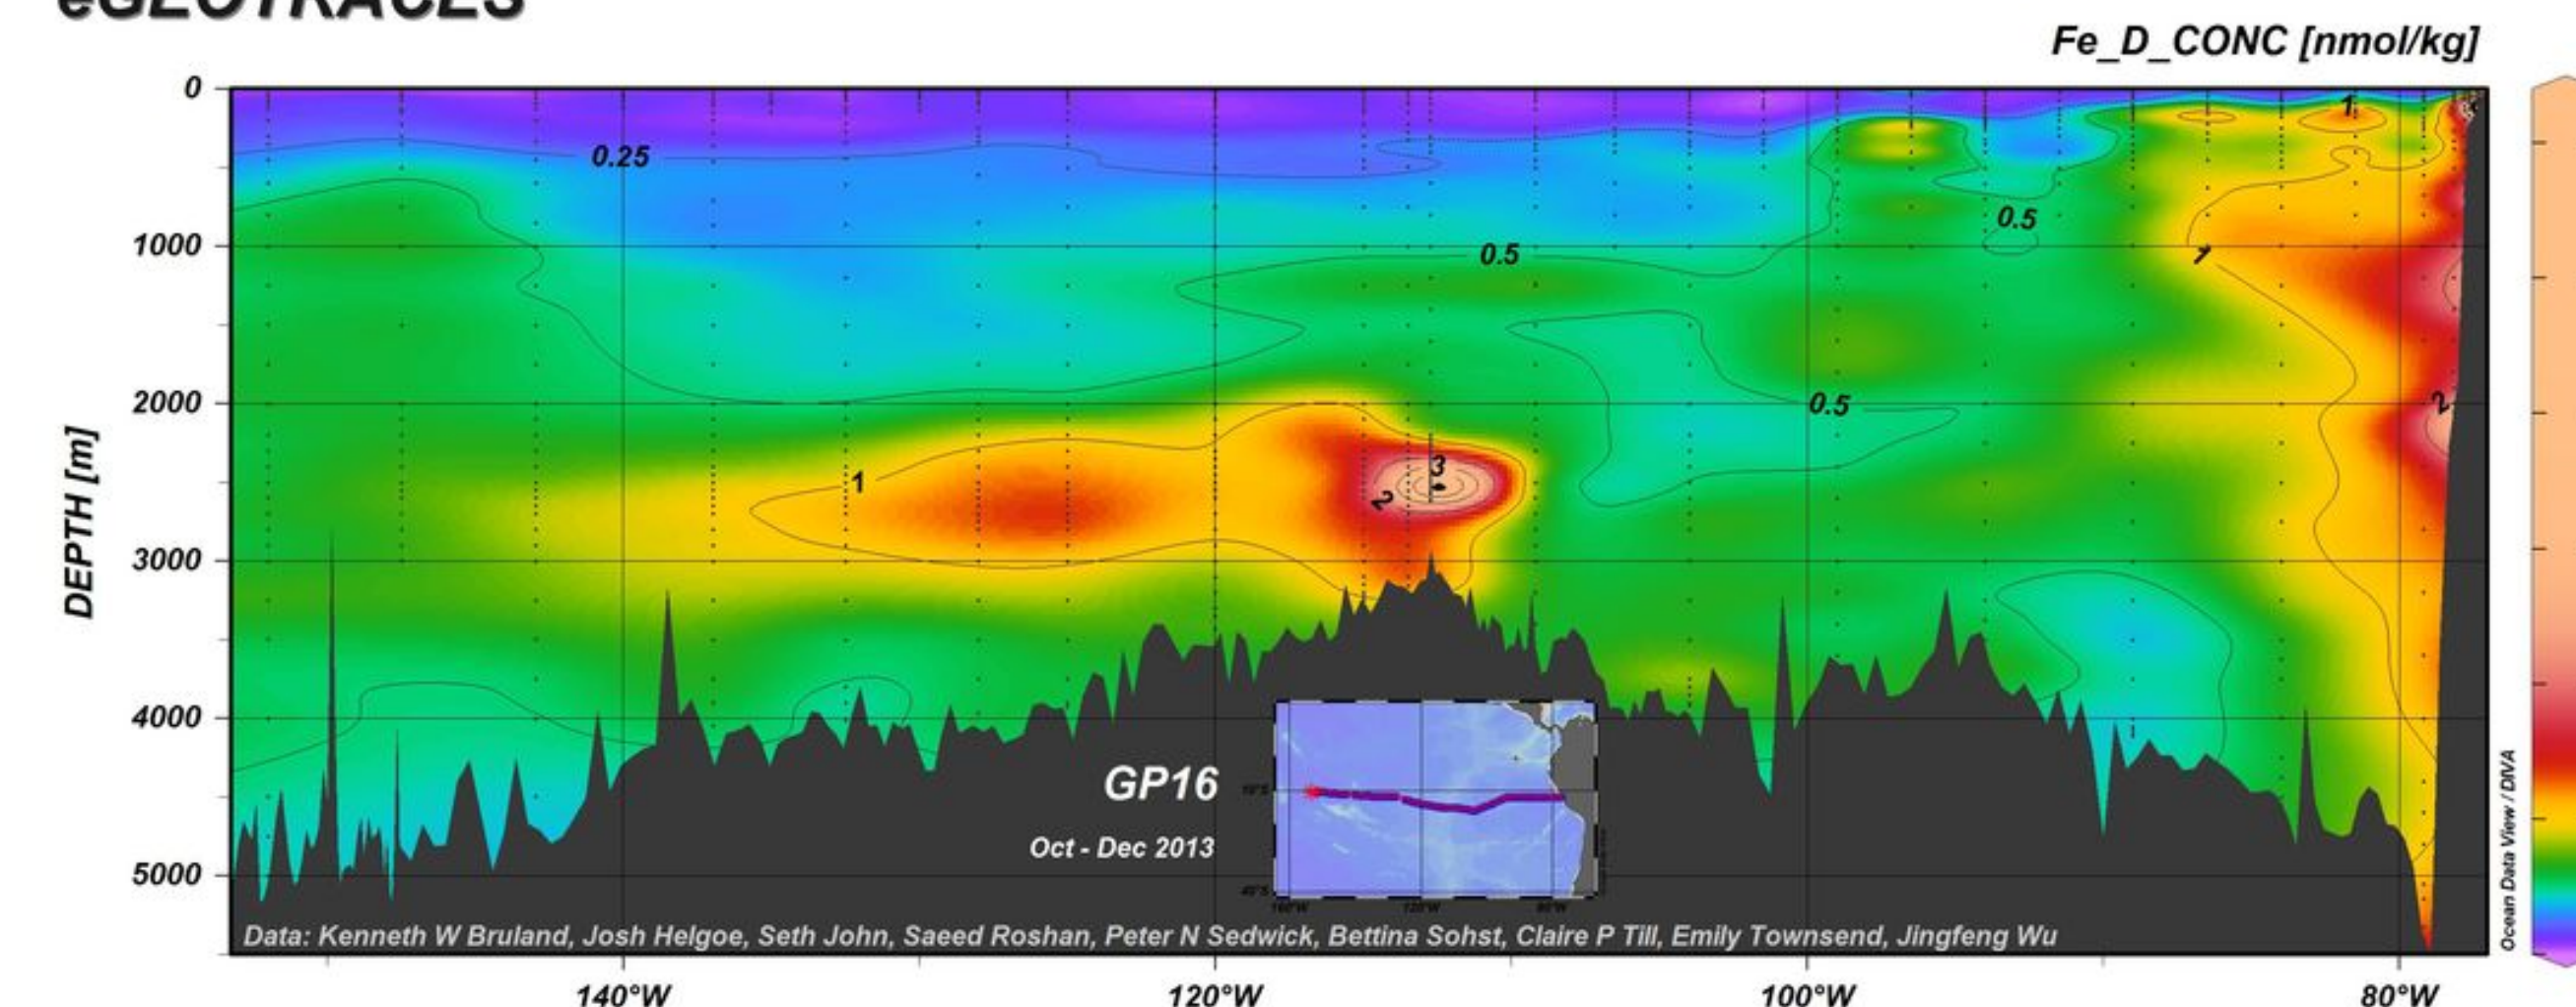 eGEOTRACES
Fe_D_CONC [nmol/kg]
0
1000
2000
3000
4000
5000
DEPTH [m]
0.25
0.5
0.5
0.5
1
1
1
2
3
2
GP16
Oct - Dec 2013
Data: Kenneth W Bruland, Josh Helgoe, Seth John, Saeed Roshan, Peter N Sedwick, Bettina Sohst, Claire P Till, Emily Townsend, Jingfeng Wu
Ocean Data View / DIVA
140°W
120°W
100°W
80°W